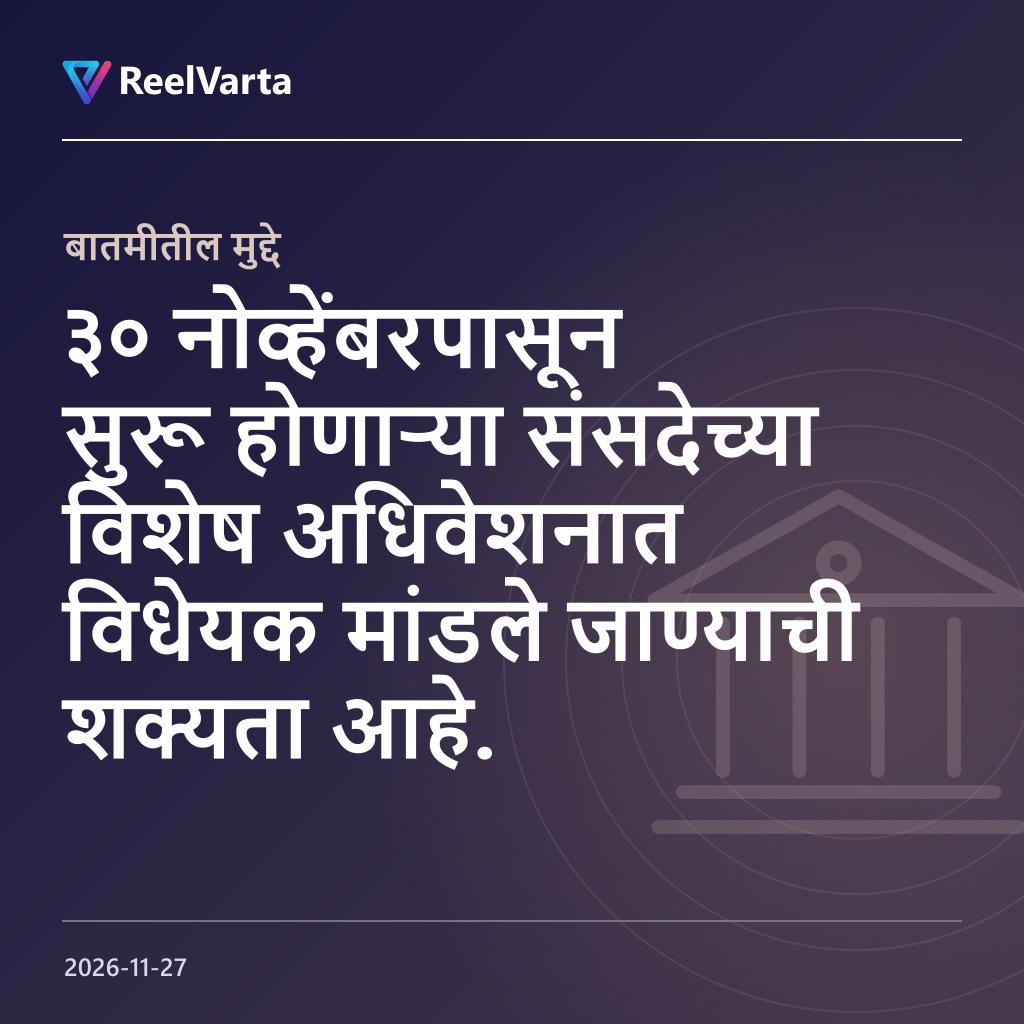 ReelVarta
बातमीतील मुद्दे
३० नोव्हेंबरपासून
सुरू होणाऱ्या संसदेच्या
विशेष अधिवेशनात
विधेयक मांडले जाण्याची
शक्यता आहे.
2026-11-27